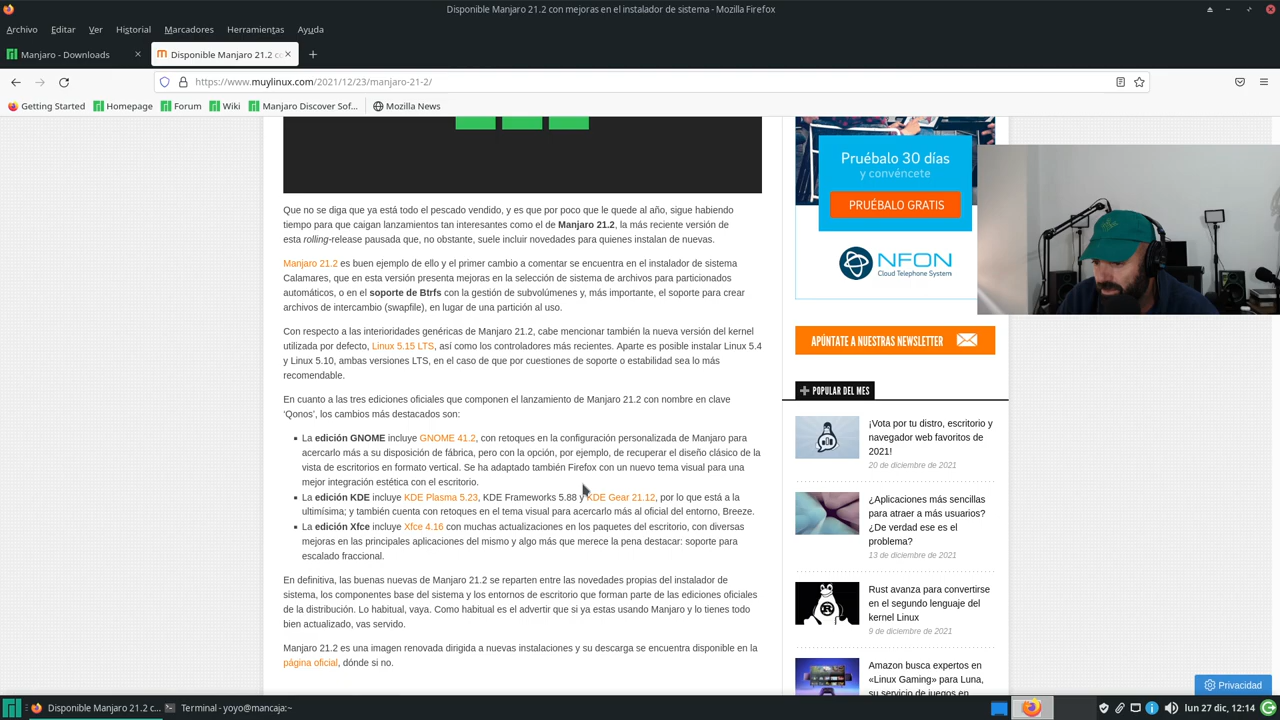 Disponible Manjaro 21.2 con mejoras en el instalador de sistema - Mozilla Firefox
Archivo Editar Ver Historial Marcadores Herramientas Ayuda
Manjaro - Downloads
Disponible Manjaro 21.2 co
https://www.muylinux.com/2021/12/23/manjaro-21-2/
Getting Started Homepage Forum Wiki Manjaro Discover Sof... Mozilla News
Que no se diga que ya está todo el pescado vendido, y es que por poco que le quede al año, sigue habiendo
tiempo para que caigan lanzamientos tan interesantes como el de Manjaro 21.2, la más reciente versión de
esta rolling-release pausada que, no obstante, suele incluir novedades para quienes instalan de nuevas.
Manjaro 21.2 es buen ejemplo de ello y el primer cambio a comentar se encuentra en el instalador de sistema
Calamares, que en esta versión presenta mejoras en la selección de sistema de archivos para particionados
automáticos, o en el soporte de Btrfs con la gestión de subvolúmenes y, más importante, el soporte para crear
archivos de intercambio (swapfile), en lugar de una partición al uso.
Con respecto a las interioridades genéricas de Manjaro 21.2, cabe mencionar también la nueva versión del kernel
utilizada por defecto, Linux 5.15 LTS, así como los controladores más recientes. Aparte es posible instalar Linux 5.4
y Linux 5.10, ambas versiones LTS, en el caso de que por cuestiones de soporte o estabilidad sea lo más
recomendable.
En cuanto a las tres ediciones oficiales que componen el lanzamiento de Manjaro 21.2 con nombre en clave
‘Qonos’, los cambios más destacados son:
La edición GNOME incluye GNOME 41.2, con retoques en la configuración personalizada de Manjaro para
acercarlo más a su disposición de fábrica, pero con la opción, por ejemplo, de recuperar el diseño clásico de la
vista de escritorios en formato vertical. Se ha adaptado también Firefox con un nuevo tema visual para una
mejor integración estética con el escritorio.
La edición KDE incluye KDE Plasma 5.23, KDE Frameworks 5.88 y KDE Gear 21.12, por lo que está a la
ultimísima; y también cuenta con retoques en el tema visual para acercarlo más al oficial del entorno, Breeze.
La edición Xfce incluye Xfce 4.16 con muchas actualizaciones en los paquetes del escritorio, con diversas
mejoras en las principales aplicaciones del mismo y algo más que merece la pena destacar: soporte para
escalado fraccional.
En definitiva, las buenas nuevas de Manjaro 21.2 se reparten entre las novedades propias del instalador de
sistema, los componentes base del sistema y los entornos de escritorio que forman parte de las ediciones oficiales
de la distribución. Lo habitual, vaya. Como habitual es el advertir que si ya estas usando Manjaro y lo tienes todo
bien actualizado, vas servido.
Manjaro 21.2 es una imagen renovada dirigida a nuevas instalaciones y su descarga se encuentra disponible en la
página oficial, dónde si no.
Pruébalo 30 días
y convéncete
PRUÉBALO GRATIS
NFON
Cloud Telephone System
APÚNTATE A NUESTRAS NEWSLETTER
POPULAR DEL MES
¡Vota por tu distro, escritorio y
navegador web favoritos de
2021!
20 de diciembre de 2021
¿Aplicaciones más sencillas
para atraer a más usuarios?
¿De verdad ese es el
problema?
13 de diciembre de 2021
Rust avanza para convertirse
en el segundo lenguaje del
kernel Linux
9 de diciembre de 2021
Amazon busca expertos en
«Linux Gaming» para Luna,
su servicio de juegos en
Privacidad
Disponible Manjaro 21.2 c...
Terminal - yoyo@mancaja:~
lun 27 dic, 12:14